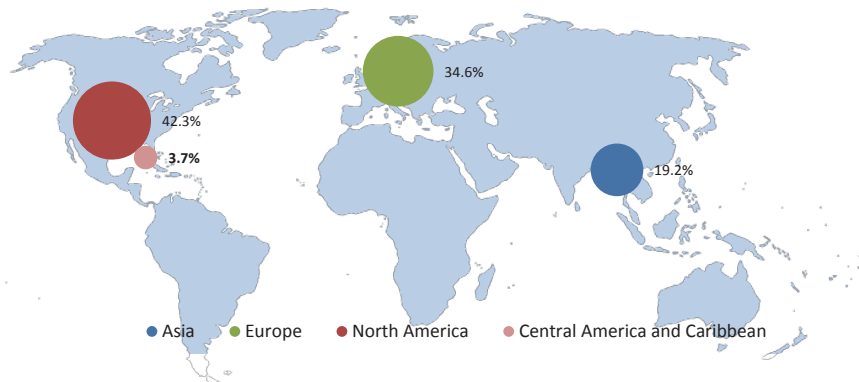 34.6%
42.3%
3.7%
19.2%
Asia Europe North America Central America and Caribbean